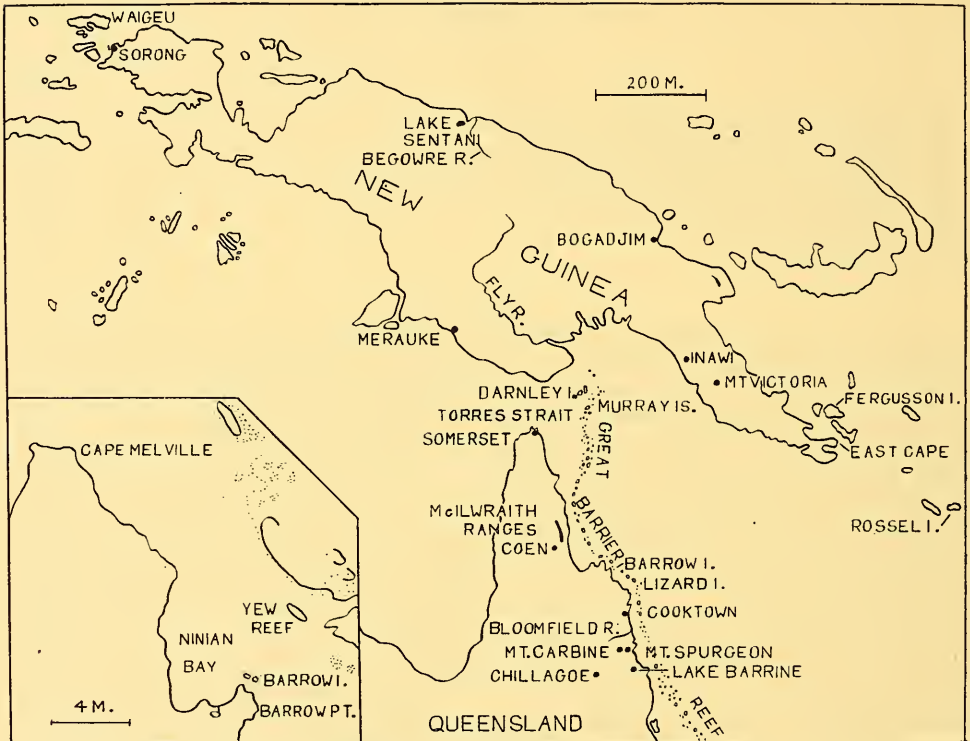 WAIGEU
SORONG
200 M.
LAKE
SENTANI
BEGOWRE R.
NEW
GUINEA
BOGADJIM
FLY R.
MERAUKE
INAWI
MT VICTORIA
DARNLEY I.
MURRAY IS.
FERGUSSON I.
TORRES STRAIT
SOMERSET
EAST CAPE
GREAT
BARRIER
REEF
ROSSEL I.
McILWRAITH
RANGES
COEN
BARROW I.
LIZARD I.
COOKTOWN
BLOOMFIELD R.
MT. CARBINE
MT. SPURGEON
CHILLAGOE
LAKE BARRINE
QUEENSLAND
CAPE MELVILLE
YEW
REEF
NINIAN
BAY
BARROW I.
BARROW PT.
4 M.